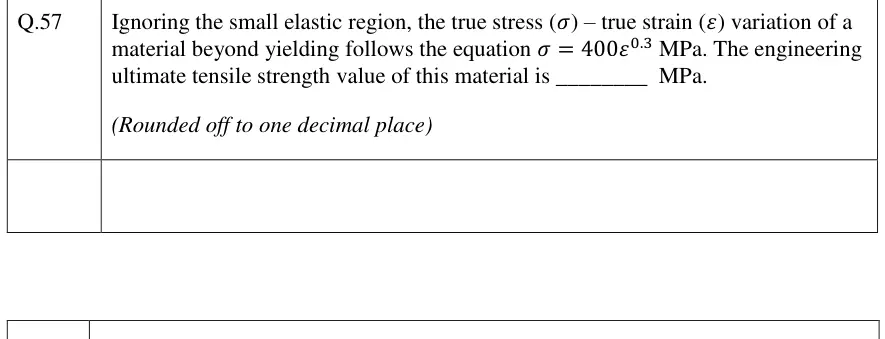 Q.57 Ignoring the small elastic region, the true stress (𝜎) – true strain (𝜀) variation of a
material beyond yielding follows the equation 𝜎 = 400𝜀^0.3 MPa. The engineering
ultimate tensile strength value of this material is ________ MPa.
(Rounded off to one decimal place)